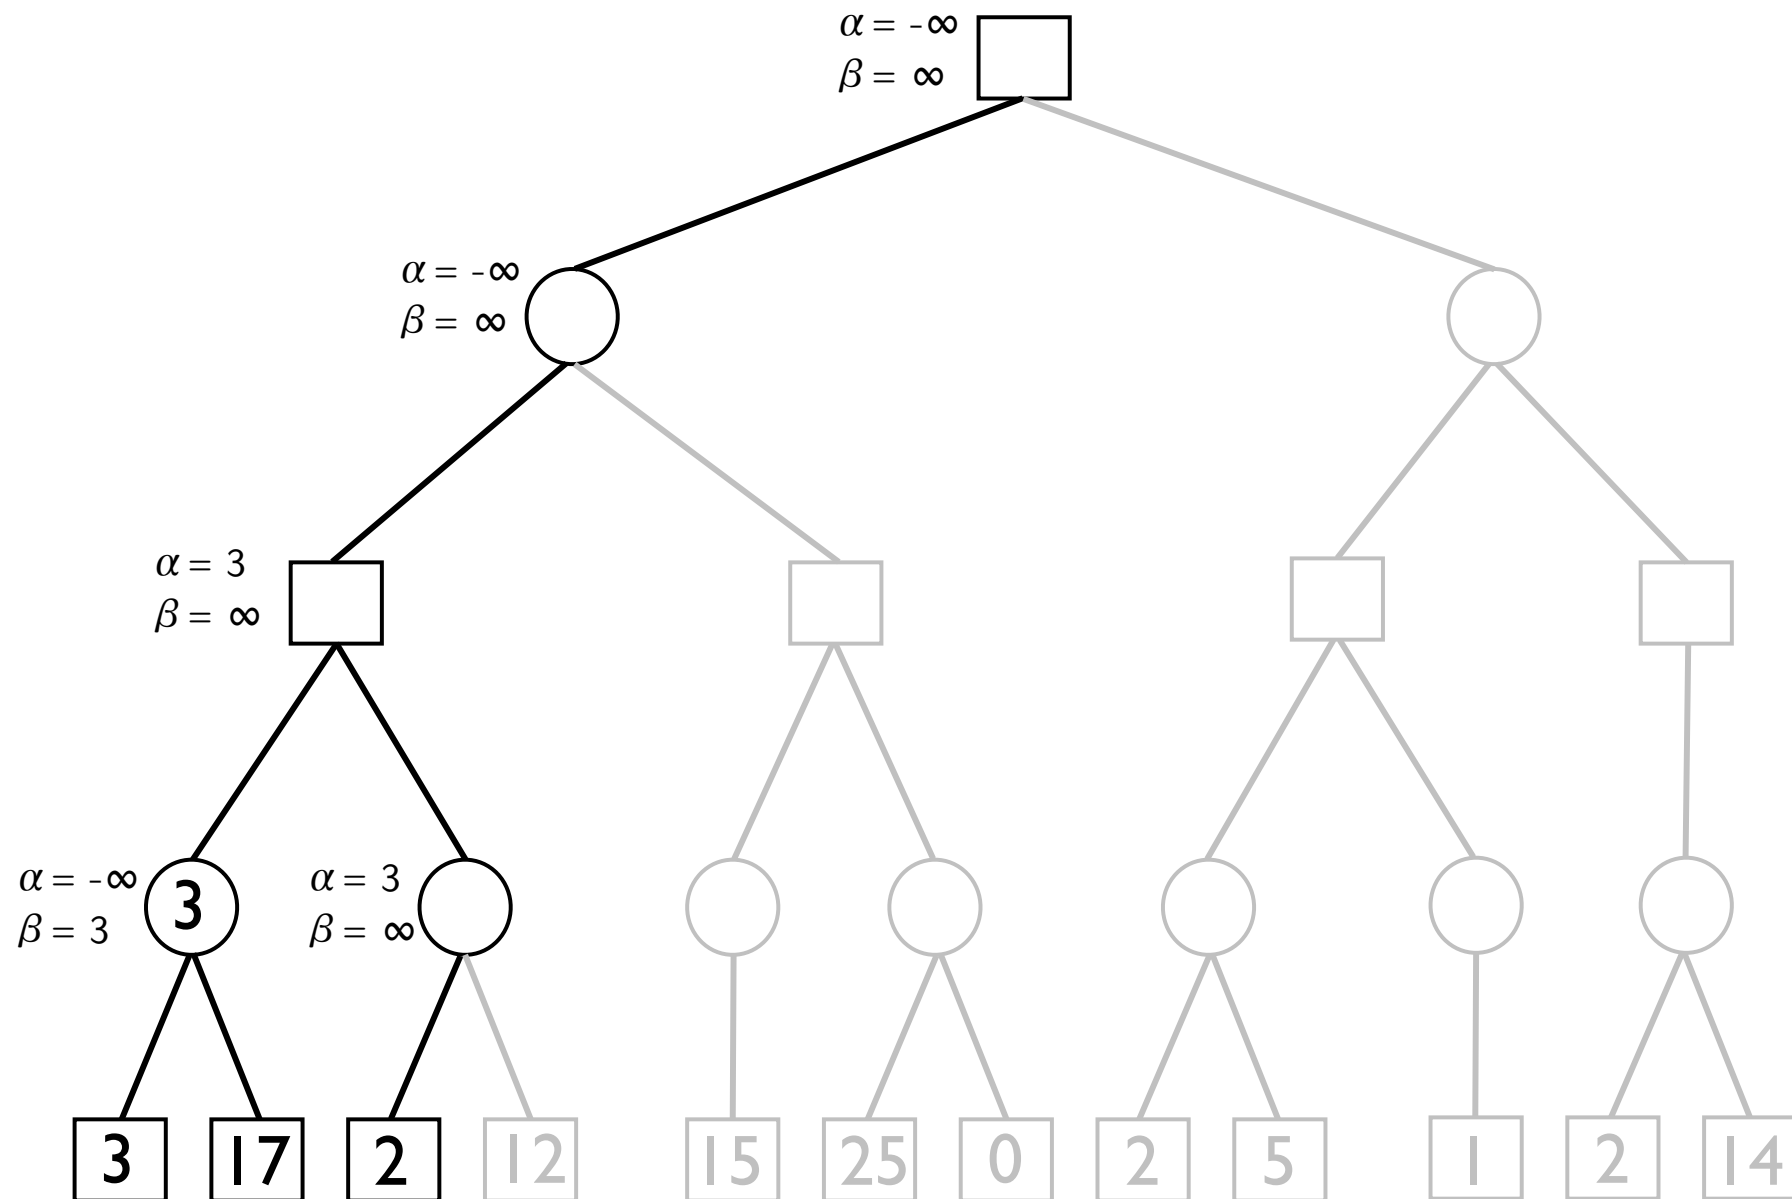 α = -∞
β = ∞
α = -∞
β = ∞
α = 3
β = ∞
α = -∞
β = 3
3
α = 3
β = ∞
3 17 2 12 15 25 0 2 5 1 2 14